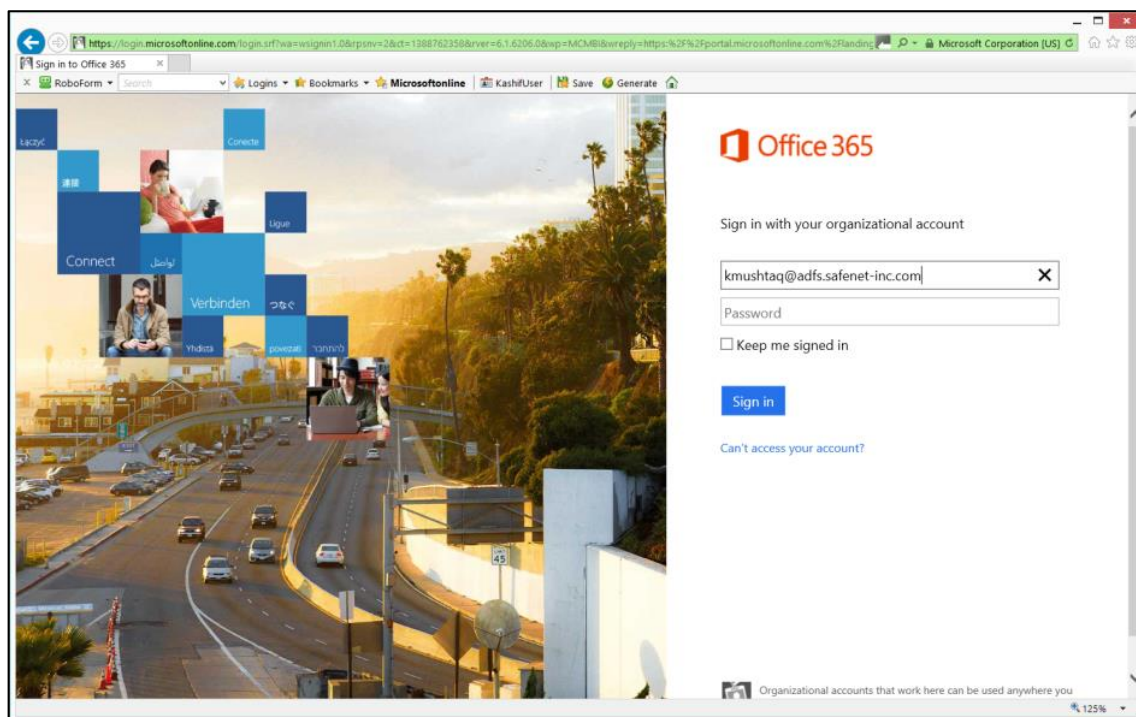 https://login.microsoftonline.com/login.srf?wa=wsignin1.0&rpsnv=2&ct=1388762358&rver=6.1.6206.0&wp=MCMBI&wreply=https:%2F%2Fportal.microsoftonline.com%2Flanding
Microsoft Corporation [US]
Sign in to Office 365
RoboForm Search Logins Bookmarks Microsoftonline KashifUser Save Generate
Łączyć
Conecte
連接
Ligue
Connect
تواصل
Verbinden
つなぐ
Yhdistä
povezati
להתחבר
45
Office 365
Sign in with your organizational account
kmushtaq@adfs.safenet-inc.com
Password
Keep me signed in
Sign in
Can't access your account?
Organizational accounts that work here can be used anywhere you
125%